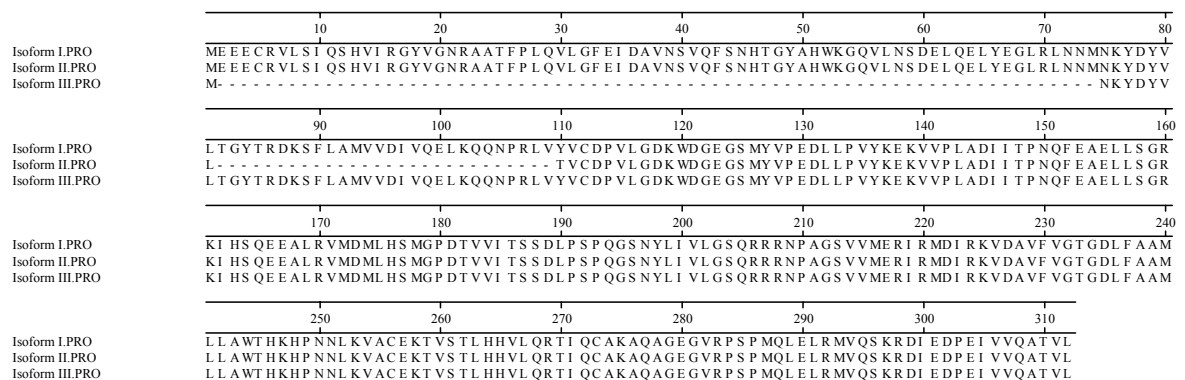 10 20 30 40 50 60 70 80
Isoform I.PRO MEEECRVLSIQSHVIRGYVGNRAATFPLQVLGFEIDAVNSVQFSNHTGYAHWKGQVLNSDELQELYEGLRLNNMNKYDYV
Isoform II.PRO MEEECRVLSIQSHVIRGYVGNRAATFPLQVLGFEIDAVNSVQFSNHTGYAHWKGQVLNSDELQELYEGLRLNNMNKYDYV
Isoform III.PRO M-------------------------------------------------------------------------NKYDYV
90 100 110 120 130 140 150 160
Isoform I.PRO LTGYTRDKSFLAMVVDIVQELKQQNPRLVYVCDPVLGDKWDGEGSMYVPEDLLPVYKEKVVPLADIITPNQFEAELLSGR
Isoform II.PRO L----------------------------TVCDPVLGDKWDGEGSMYVPEDLLPVYKEKVVPLADIITPNQFEAELLSGR
Isoform III.PRO LTGYTRDKSFLAMVVDIVQELKQQNPRLVYVCDPVLGDKWDGEGSMYVPEDLLPVYKEKVVPLADIITPNQFEAELLSGR
170 180 190 200 210 220 230 240
Isoform I.PRO KIHSQEEALRVMDMLHSMGPDTVVITSSDLPSPQGSNYLIVLGSQRRRNPAGSVVMERIRMDIRKVDAVFVGTGDLFAAM
Isoform II.PRO KIHSQEEALRVMDMLHSMGPDTVVITSSDLPSPQGSNYLIVLGSQRRRNPAGSVVMERIRMDIRKVDAVFVGTGDLFAAM
Isoform III.PRO KIHSQEEALRVMDMLHSMGPDTVVITSSDLPSPQGSNYLIVLGSQRRRNPAGSVVMERIRMDIRKVDAVFVGTGDLFAAM
250 260 270 280 290 300 310
Isoform I.PRO LLAWTHKHPNNLKVACEKTVSTLHHVLQRTIQCAKAQAGEGVRPSPMQLELRMVQSKRDIEDPEIVVQATVL
Isoform II.PRO LLAWTHKHPNNLKVACEKTVSTLHHVLQRTIQCAKAQAGEGVRPSPMQLELRMVQSKRDIEDPEIVVQATVL
Isoform III.PRO LLAWTHKHPNNLKVACEKTVSTLHHVLQRTIQCAKAQAGEGVRPSPMQLELRMVQSKRDIEDPEIVVQATVL